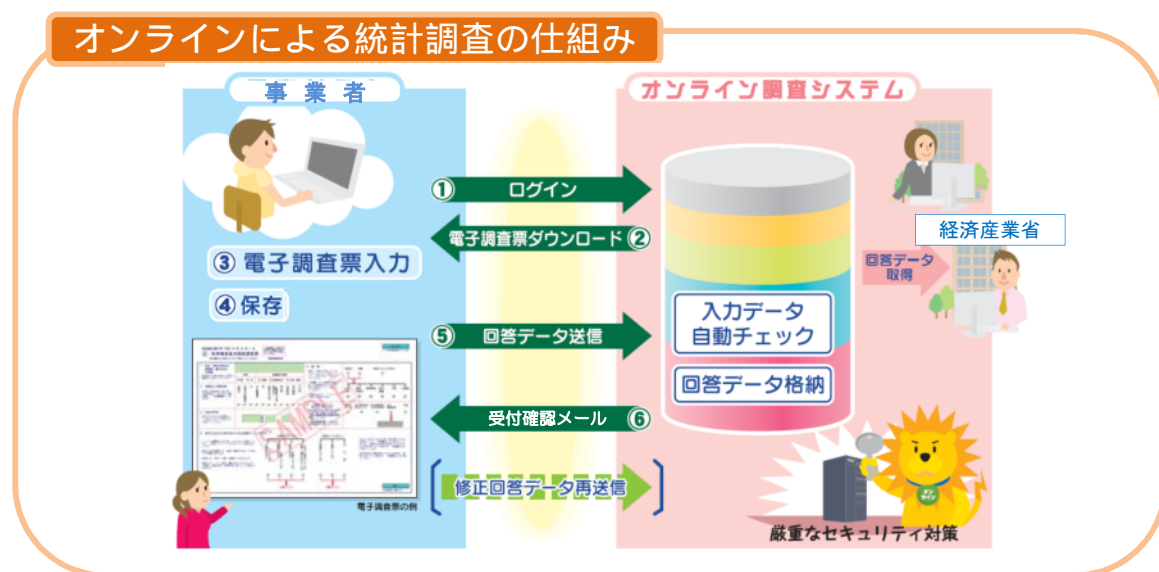 オンラインによる統計調査の仕組み
事業者
オンライン調査システム
① ログイン
電子調査票ダウンロード ②
③ 電子調査票入力
④ 保存
経済産業省
回答データ
取得
入力データ
自動チェック
⑤ 回答データ送信
回答データ格納
受付確認メール ⑥
SAMPLE
修正回答データ再送信
電子調査票の例
オン
ライン
厳重なセキュリティ対策